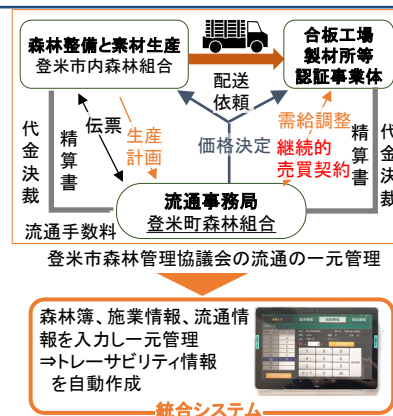 森林整備と素材生産
登米市内森林組合
合板工場
製材所等
認証事業体
配送
依頼
代金決裁
精算書
伝票
生産
計画
価格決定
需給調整
継続的
売買契約
精算書
代金決裁
流通事務局
登米町森林組合
流通手数料
登米市森林管理協議会の流通の一元管理
森林簿、施業情報、流通情
報を入力し一元管理
⇒トレーサビリティ情報
を自動作成
統合システム